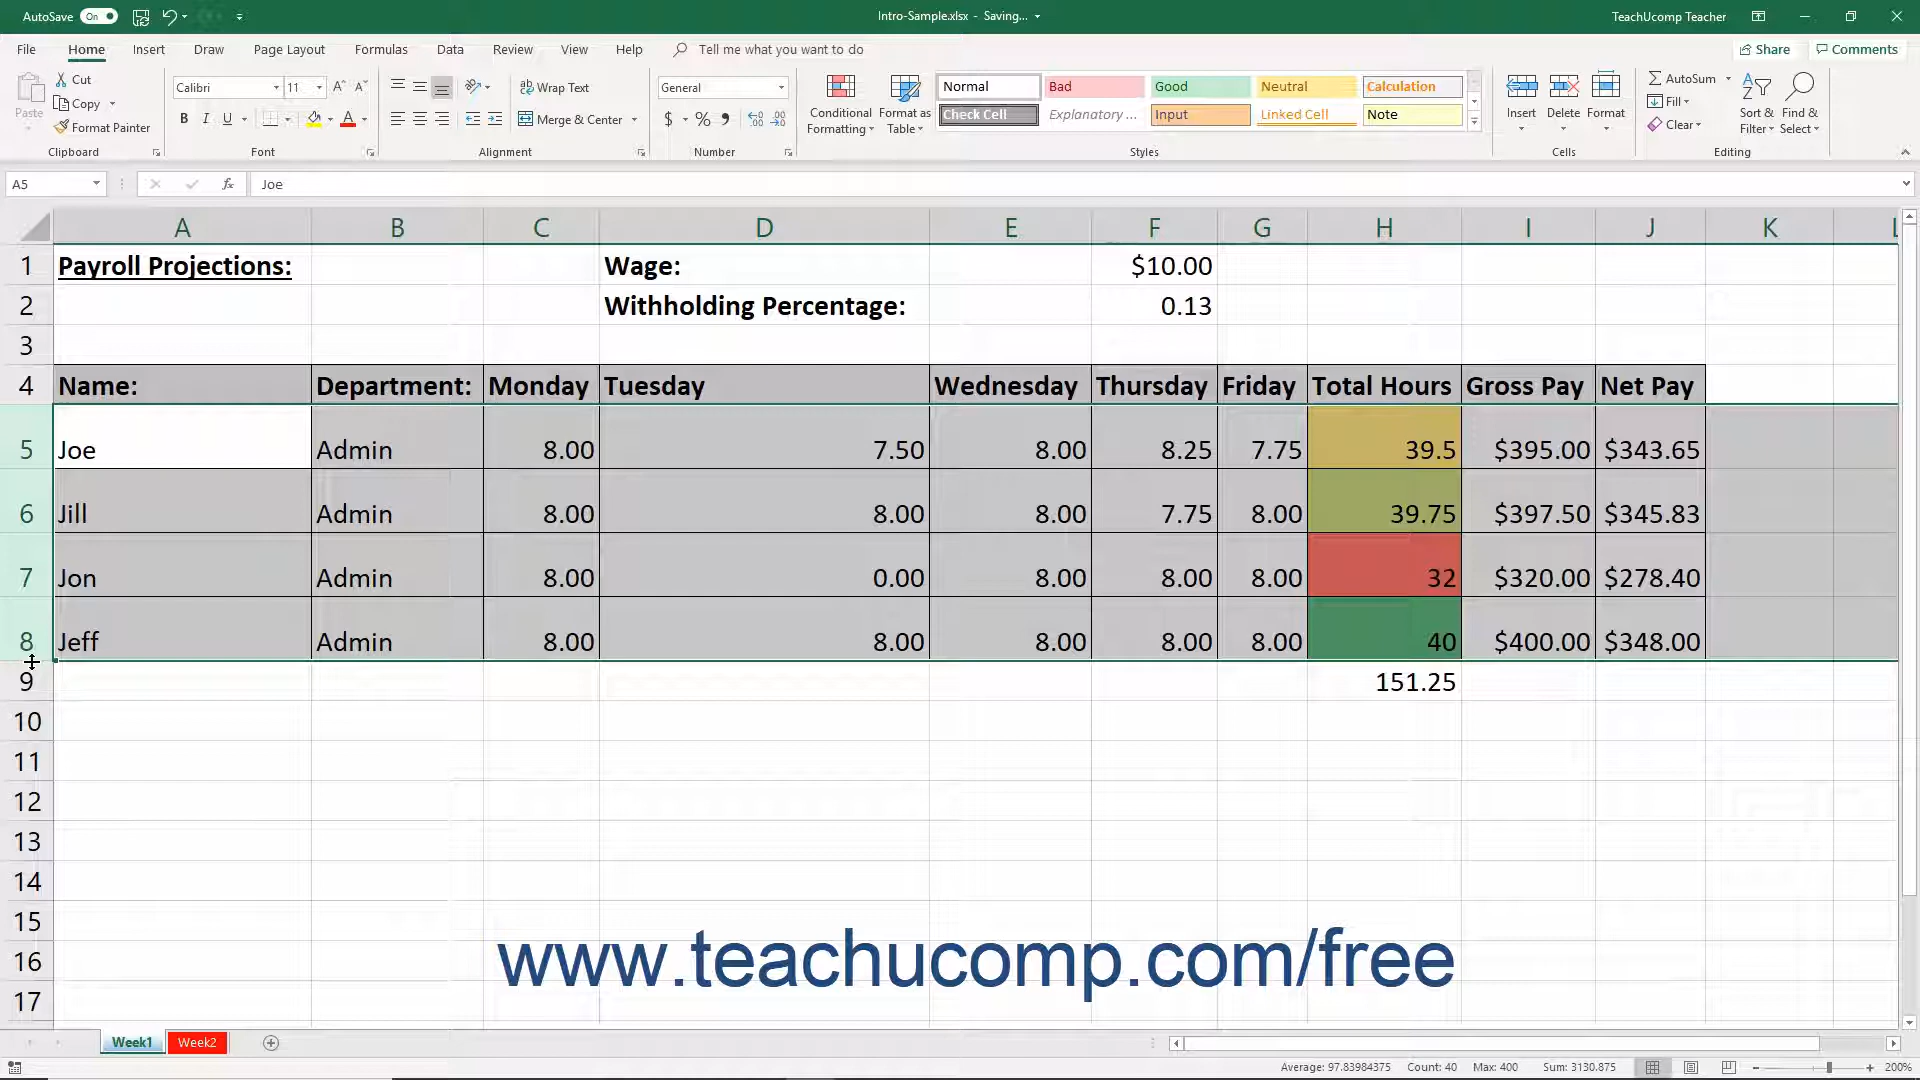 AutoSave On Intro-Sample.xlsx - Saving... TeachUcomp Teacher
File Home Insert Draw Page Layout Formulas Data Review View Help Tell me what you want to do Share Comments
Paste Cut Copy Format Painter Clipboard
Calibri 11 A A B I U A Font
ab Wrap Text Merge & Center Alignment
General $ % Number
Conditional Formatting Format as Table
Normal Bad Good Neutral Calculation
Check Cell Explanatory ... Input Linked Cell Note
Styles
Insert Delete Format Cells
AutoSum Fill Clear Sort & Filter Find & Select Editing
A5 fx Joe
A B C D E F G H I J K L
1 Payroll Projections: Wage: $10.00
2 Withholding Percentage: 0.13
3
4 Name: Department: Monday Tuesday Wednesday Thursday Friday Total Hours Gross Pay Net Pay
5 Joe Admin 8.00 7.50 8.00 8.25 7.75 39.5 $395.00 $343.65
6 Jill Admin 8.00 8.00 8.00 7.75 8.00 39.75 $397.50 $345.83
7 Jon Admin 8.00 0.00 8.00 8.00 8.00 32 $320.00 $278.40
8 Jeff Admin 8.00 8.00 8.00 8.00 8.00 40 $400.00 $348.00
9 151.25
10
11
12
13
14
15
16
17
www.teachucomp.com/free
Week1 Week2
Average: 97.83984375 Count: 40 Max: 400 Sum: 3130.875 200%